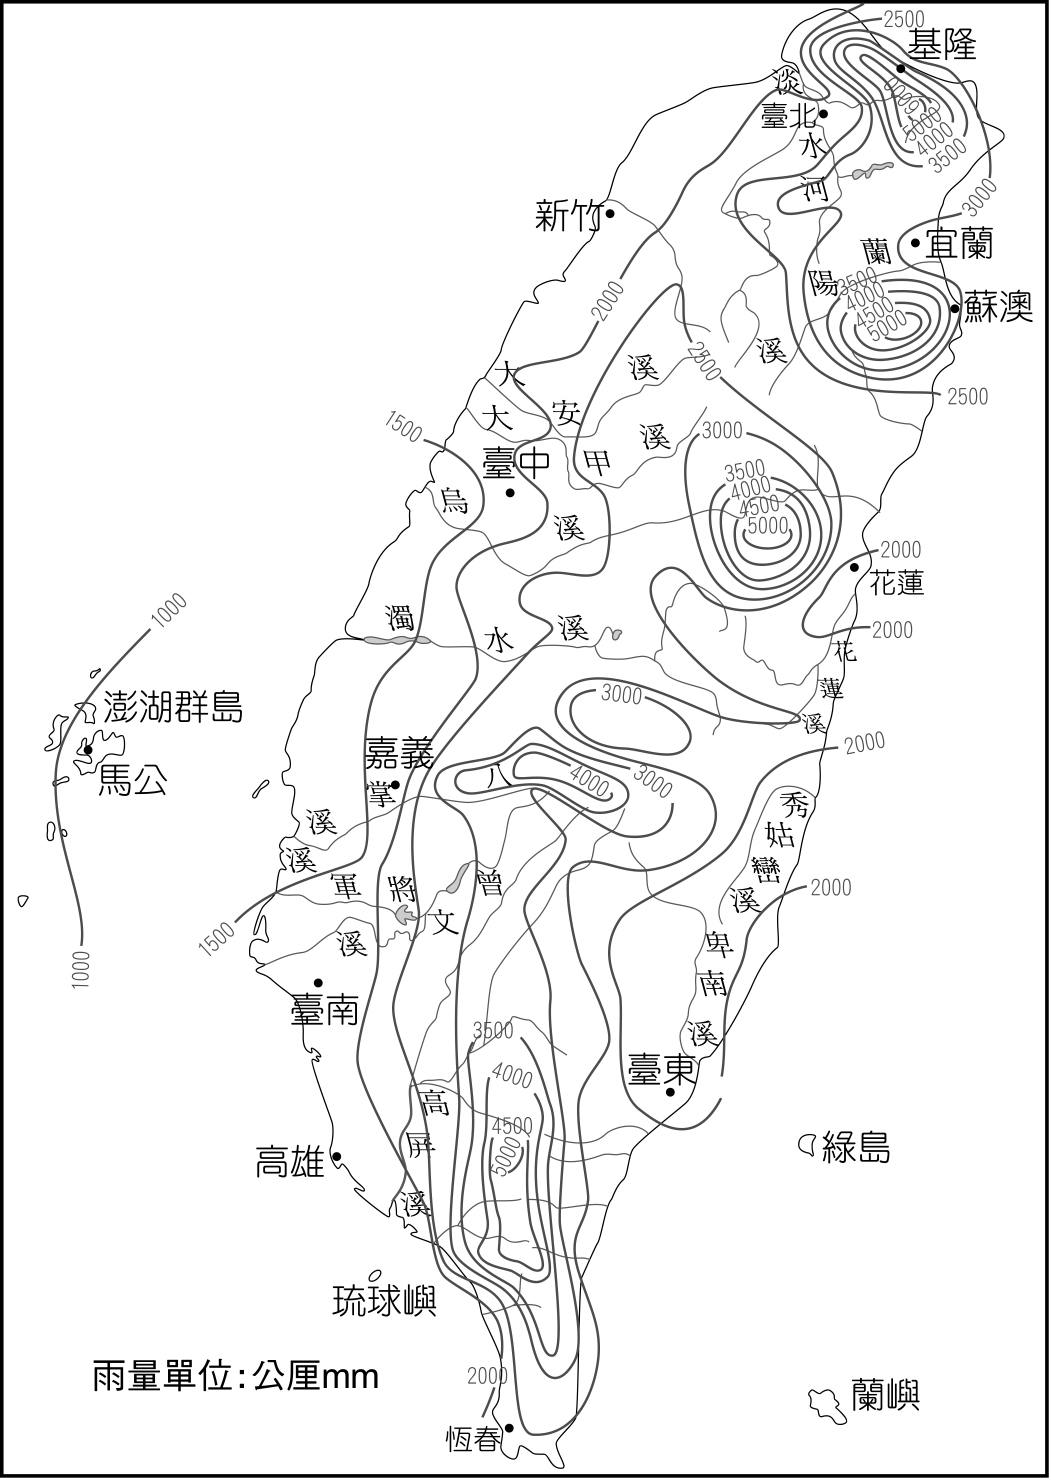 2500
基隆
淡
6000
5000
4000
3500
臺北
水
河
3000
新竹
蘭
宜蘭
陽
3500
4000
4500
5000
蘇澳
2000
溪
2500
大
溪
2500
大
安
1500
溪
3000
臺中
甲
3500
4000
4500
5000
烏
溪
2000
花蓮
1000
濁
水
溪
2000
花
蓮
溪
澎湖群島
3000
馬公
嘉義
2000
八
4000
3000
掌
溪
秀
姑
巒
溪
溪
軍
將
曾
文
2000
1500
溪
卑
南
溪
1000
臺南
3500
4000
臺東
高
4500
5000
屏
溪
高雄
綠島
琉球嶼
雨量單位:公厘mm
2000
蘭嶼
恆春